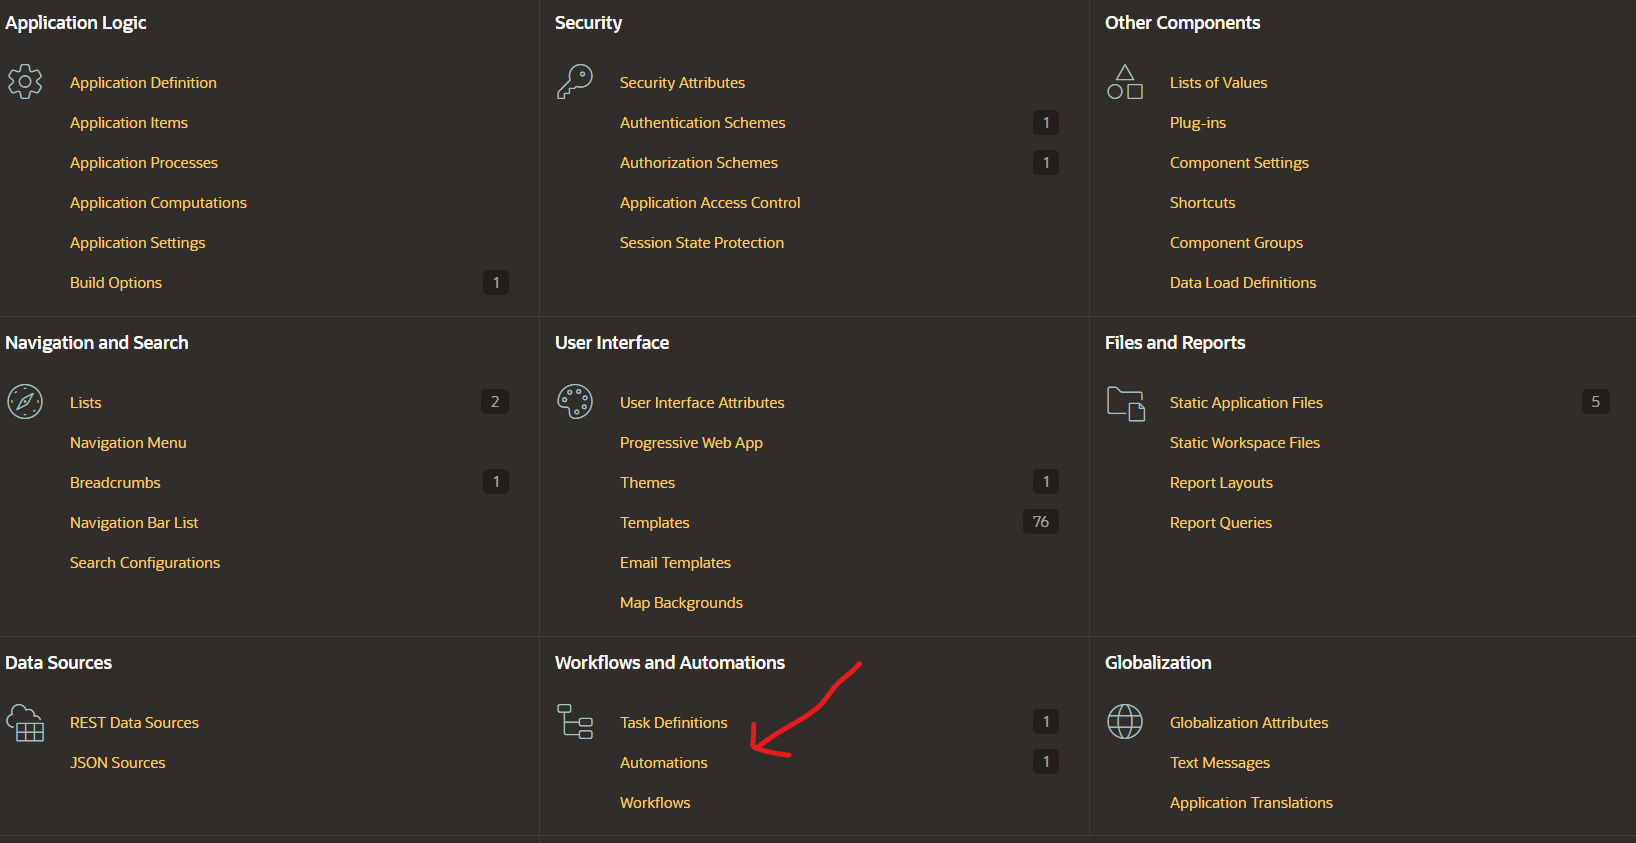 Application Logic
Application Definition
Application Items
Application Processes
Application Computations
Application Settings
Build Options 1
Security
Security Attributes
Authentication Schemes 1
Authorization Schemes 1
Application Access Control
Session State Protection
Other Components
Lists of Values
Plug-ins
Component Settings
Shortcuts
Component Groups
Data Load Definitions
Navigation and Search
Lists 2
Navigation Menu
Breadcrumbs 1
Navigation Bar List
Search Configurations
User Interface
User Interface Attributes
Progressive Web App
Themes 1
Templates 76
Email Templates
Map Backgrounds
Files and Reports
Static Application Files 5
Static Workspace Files
Report Layouts
Report Queries
Data Sources
REST Data Sources
JSON Sources
Workflows and Automations
Task Definitions 1
Automations 1
Workflows
Globalization
Globalization Attributes
Text Messages
Application Translations